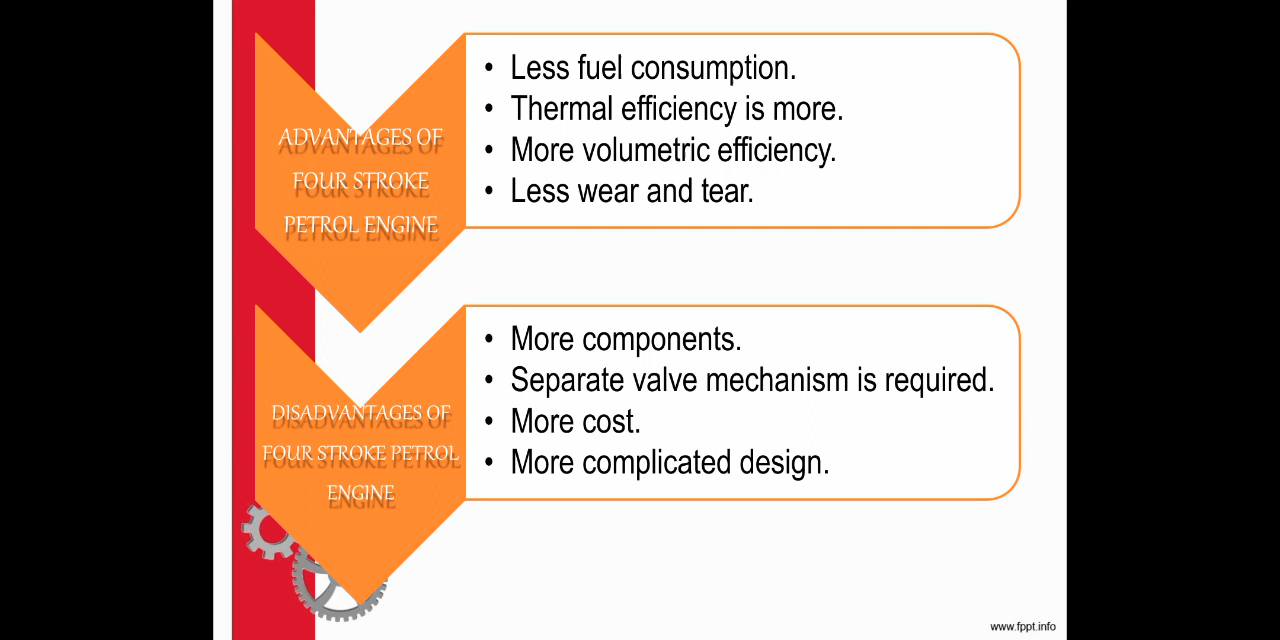 ADVANTAGES OF
FOUR STROKE
PETROL ENGINE
• Less fuel consumption.
• Thermal efficiency is more.
• More volumetric efficiency.
• Less wear and tear.
DISADVANTAGES OF
FOUR STROKE PETROL
ENGINE
• More components.
• Separate valve mechanism is required.
• More cost.
• More complicated design.
www.fppt.info